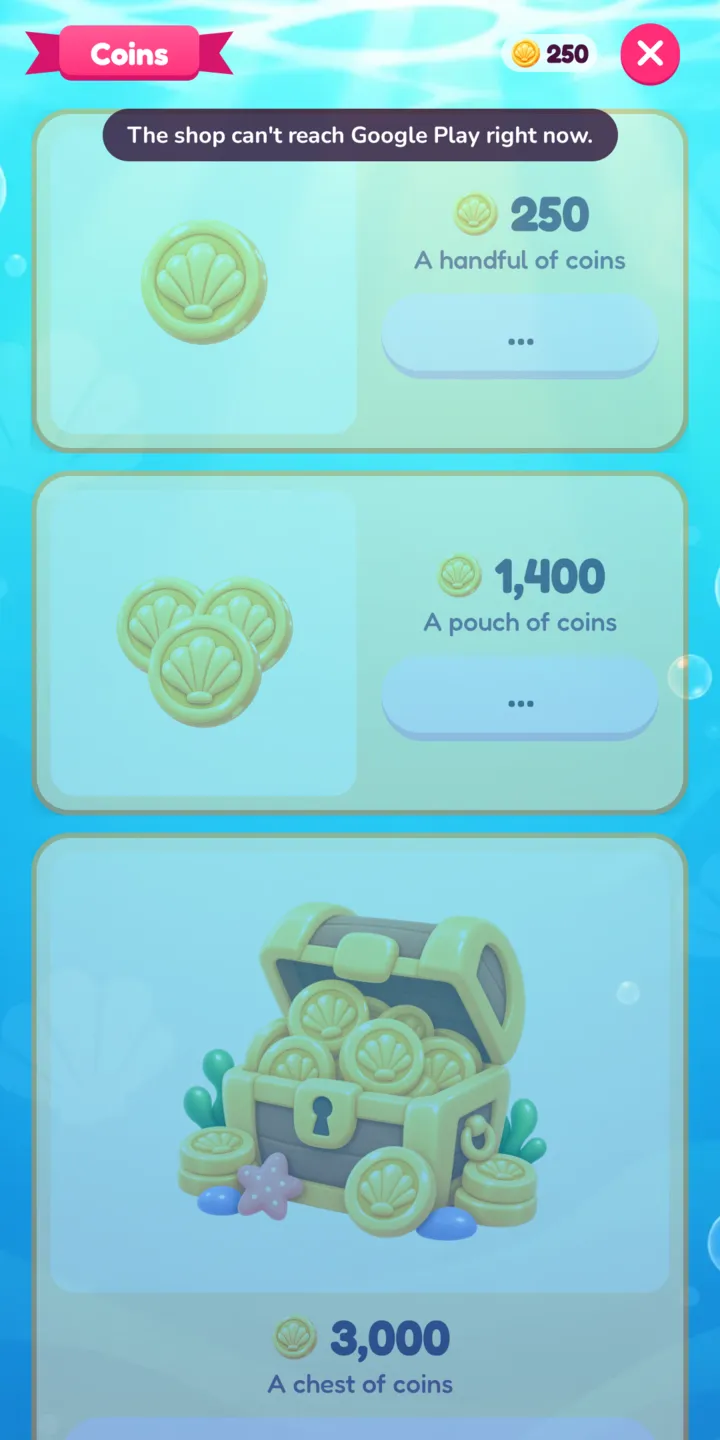 Coins
250
The shop can't reach Google Play right now.
250
A handful of coins
...
1,400
A pouch of coins
...
3,000
A chest of coins